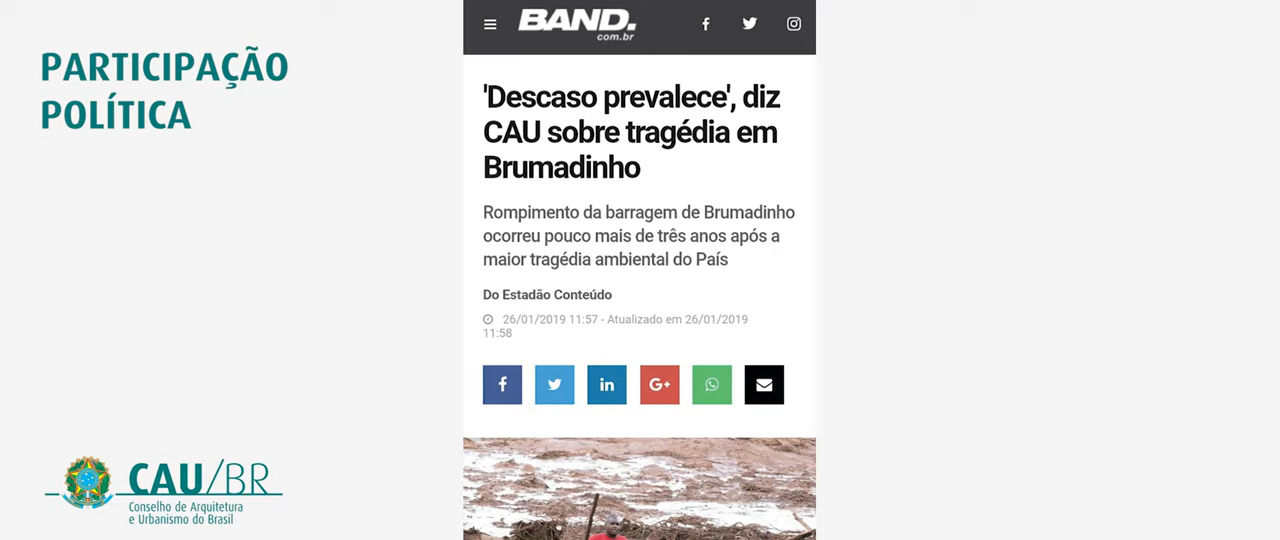 PARTICIPAÇÃO
POLÍTICA
BAND.
com.br
'Descaso prevalece', diz
CAU sobre tragédia em
Brumadinho
Rompimento da barragem de Brumadinho
ocorreu pouco mais de três anos após a
maior tragédia ambiental do País
Do Estadão Conteúdo
26/01/2019 11:57 - Atualizado em 26/01/2019
11:58
f in G+
CAU/BR
Conselho de Arquitetura
e Urbanismo do Brasil